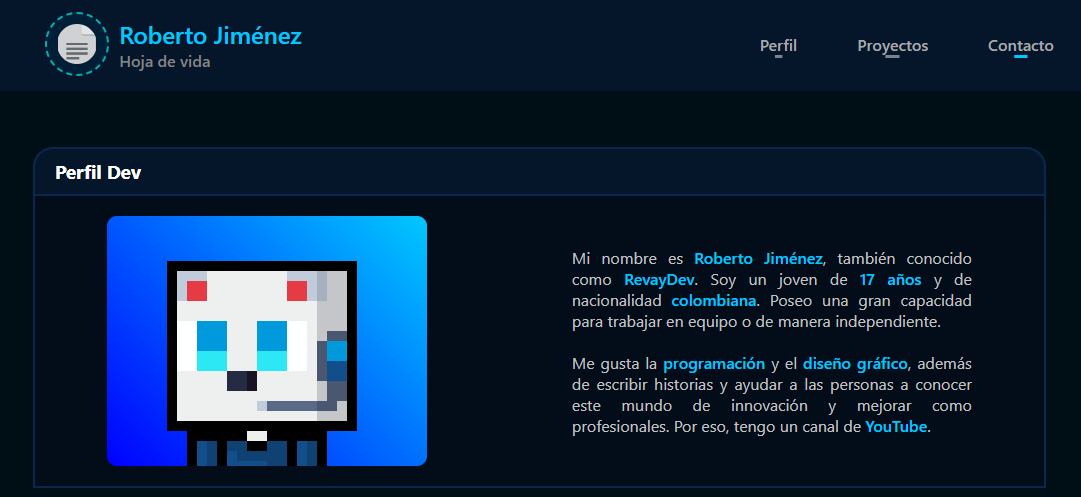 Roberto Jiménez
Hoja de vida
Perfil
Proyectos
Contacto
Perfil Dev
Mi nombre es Roberto Jiménez, también conocido
como RevayDev. Soy un joven de 17 años y de
nacionalidad colombiana. Poseo una gran capacidad
para trabajar en equipo o de manera independiente.
Me gusta la programación y el diseño gráfico, además
de escribir historias y ayudar a las personas a conocer
este mundo de innovación y mejorar como
profesionales. Por eso, tengo un canal de YouTube.